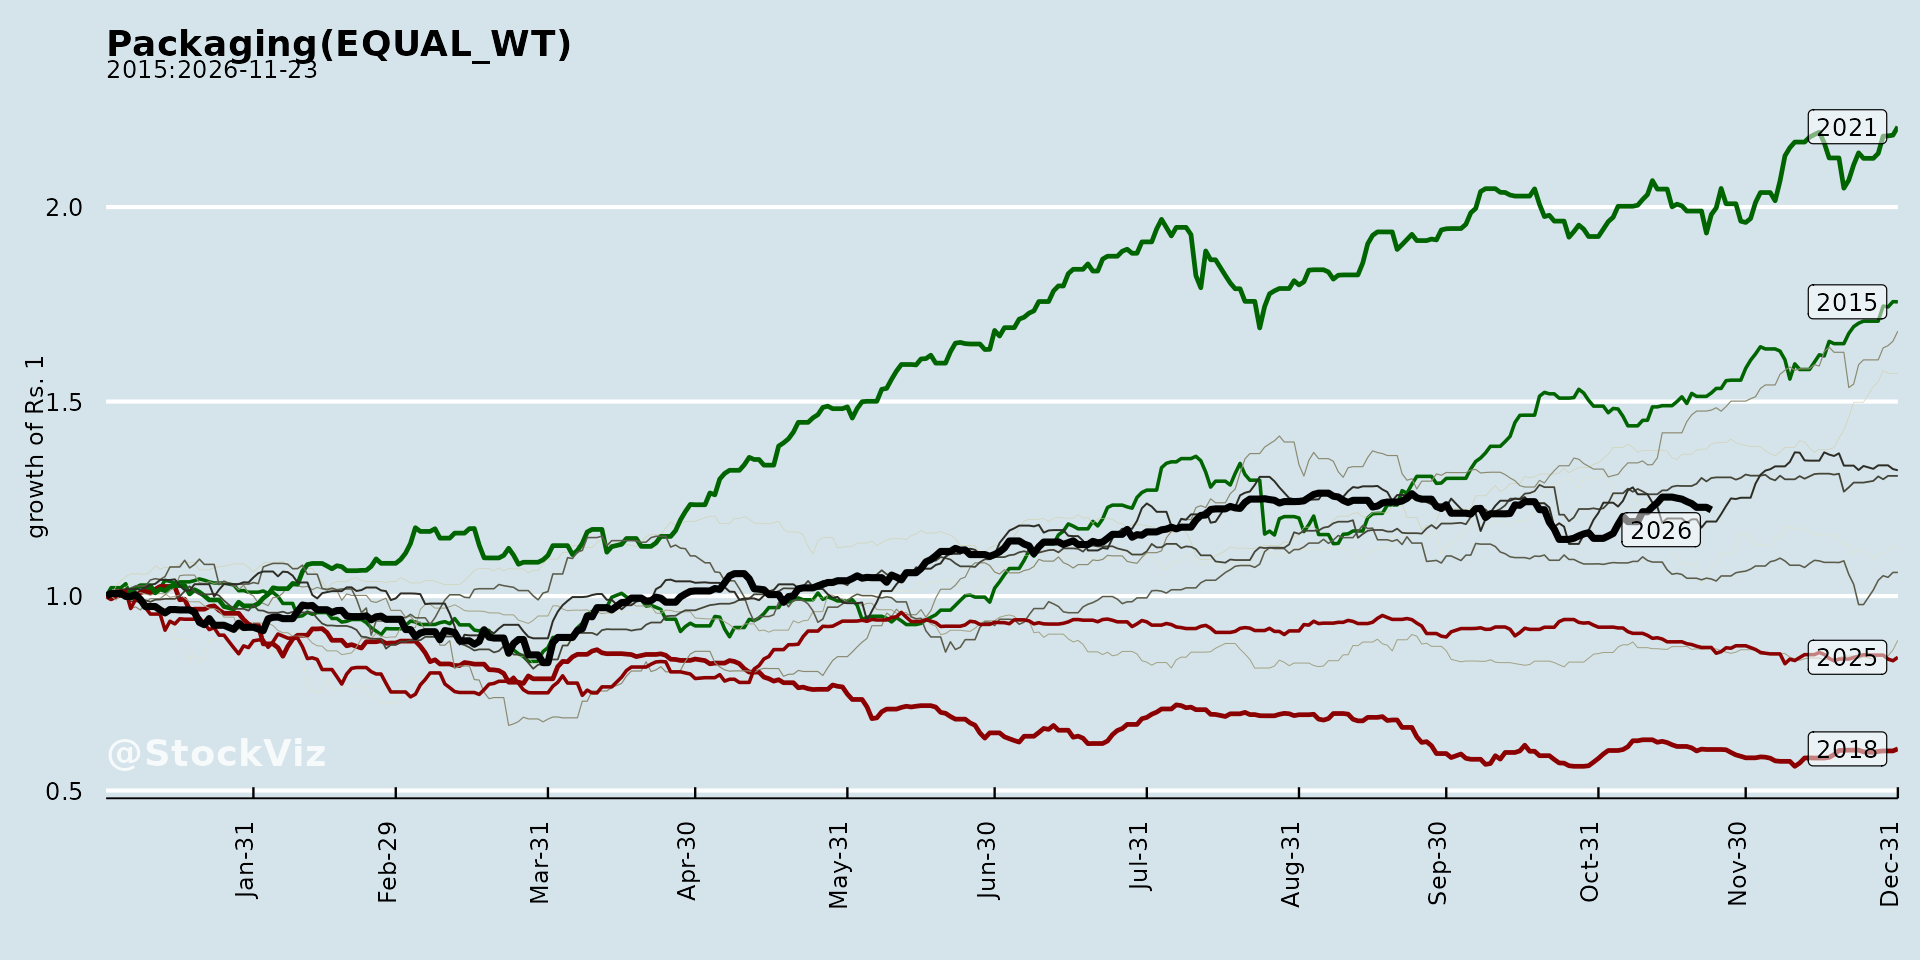 Packaging(EQUAL_WT)
2015:2026-11-23
growth of Rs. 1
2.0
1.5
1.0
0.5
2021
2015
2026
2025
2018
@StockViz
Jan-31
Feb-29
Mar-31
Apr-30
May-31
Jun-30
Jul-31
Aug-31
Sep-30
Oct-31
Nov-30
Dec-31